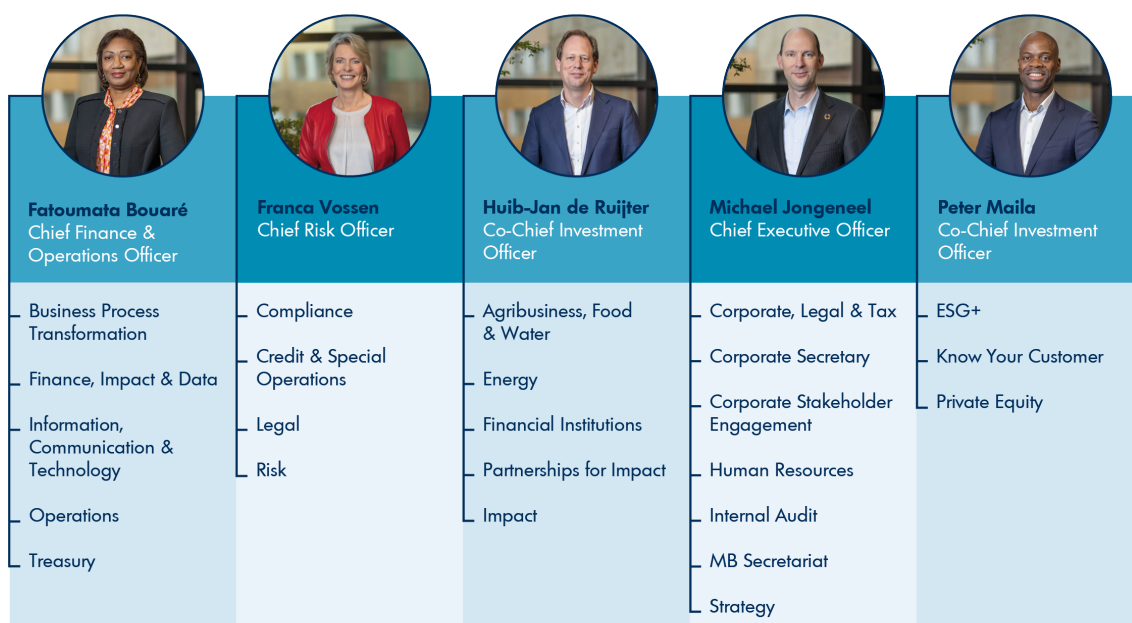 Fatoumata Bouaré
Chief Finance &
Operations Officer
Business Process
Transformation
Finance, Impact & Data
Information,
Communication &
Technology
Operations
Treasury
Franca Vossen
Chief Risk Officer
Compliance
Credit & Special
Operations
Legal
Risk
Huib-Jan de Ruijter
Co-Chief Investment
Officer
Agribusiness, Food
& Water
Energy
Financial Institutions
Partnerships for Impact
Impact
Michael Jongeneel
Chief Executive Officer
Corporate, Legal & Tax
Corporate Secretary
Corporate Stakeholder
Engagement
Human Resources
Internal Audit
MB Secretariat
Strategy
Peter Maila
Co-Chief Investment
Officer
ESG+
Know Your Customer
Private Equity